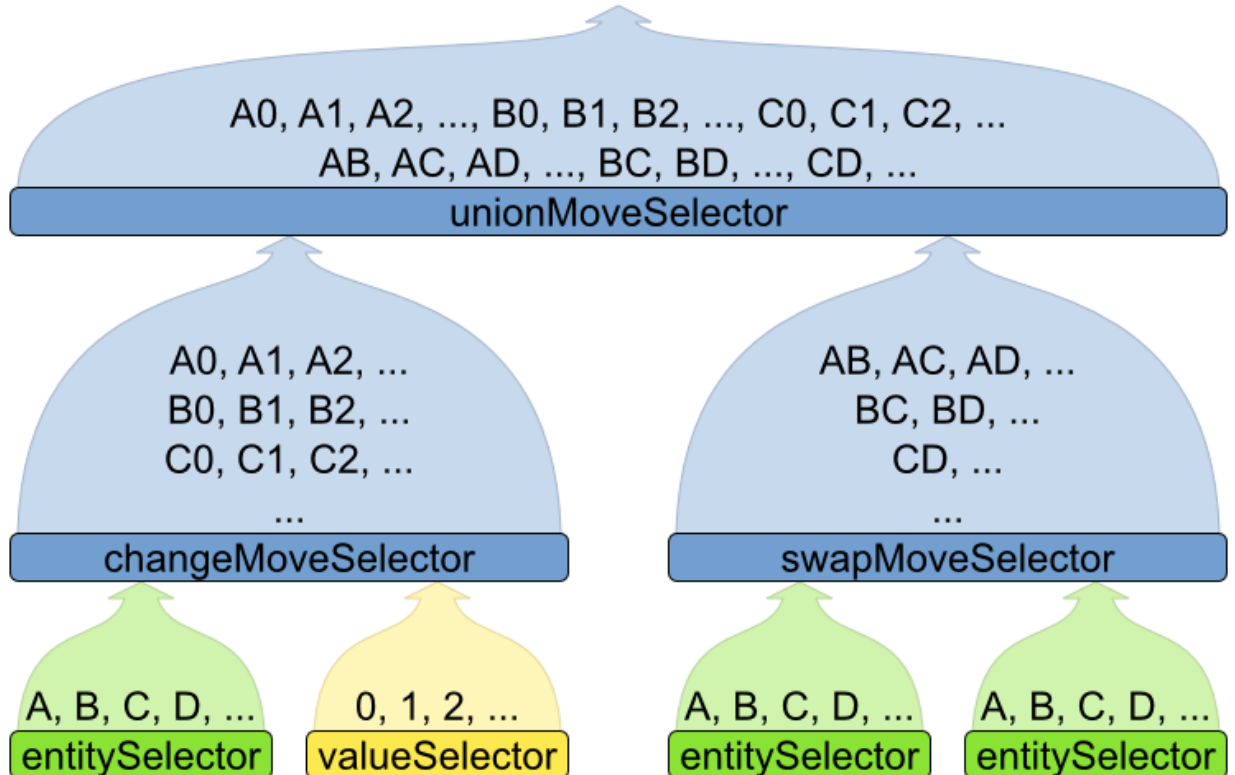 A0, A1, A2, ..., B0, B1, B2, ..., C0, C1, C2, ...
AB, AC, AD, ..., BC, BD, ..., CD, ...
unionMoveSelector
A0, A1, A2, ...
B0, B1, B2, ...
C0, C1, C2, ...
...
changeMoveSelector
AB, AC, AD, ...
BC, BD, ...
CD, ...
...
swapMoveSelector
A, B, C, D, ...
entitySelector
0, 1, 2, ...
valueSelector
A, B, C, D, ...
entitySelector
A, B, C, D, ...
entitySelector